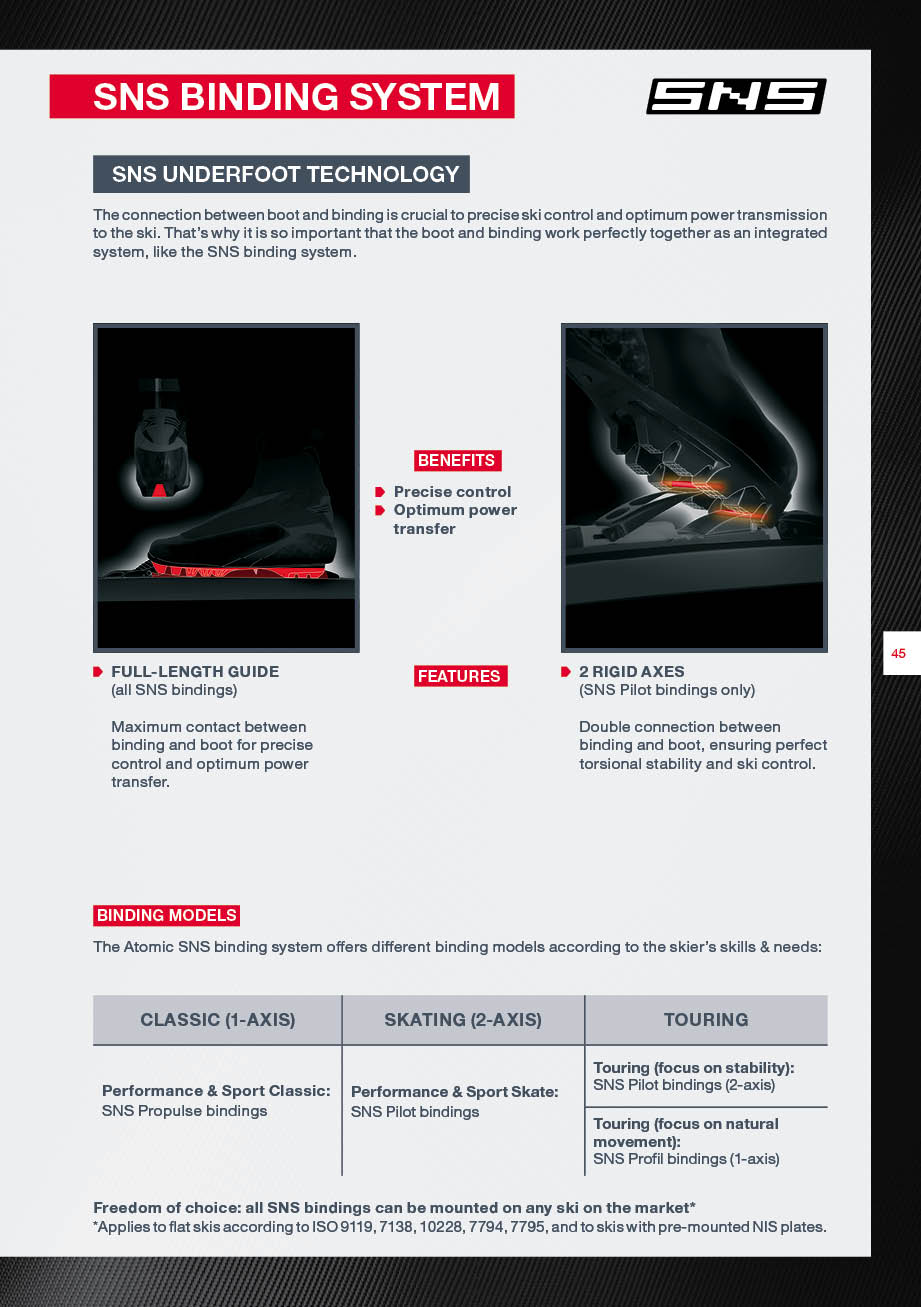 SNS BINDING SYSTEM
SNS
SNS UNDERFOOT TECHNOLOGY
The connection between boot and binding is crucial to precise ski control and optimum power transmission
to the ski. That's why it is so important that the boot and binding work perfectly together as an integrated
system, like the SNS binding system.
BENEFITS
Precise control
Optimum power
transfer
45
FULL-LENGTH GUIDE
(all SNS bindings)
Maximum contact between
binding and boot for precise
control and optimum power
transfer.
FEATURES
2 RIGID AXES
(SNS Pilot bindings only)
Double connection between
binding and boot, ensuring perfect
torsional stability and ski control.
BINDING MODELS
The Atomic SNS binding system offers different binding models according to the skier's skills & needs:
CLASSIC (1-AXIS)
SKATING (2-AXIS)
TOURING
Performance & Sport Classic:
SNS Propulse bindings
Performance & Sport Skate:
SNS Pilot bindings
Touring (focus on stability):
SNS Pilot bindings (2-axis)
Touring (focus on natural
movement):
SNS Profil bindings (1-axis)
Freedom of choice: all SNS bindings can be mounted on any ski on the market*
*Applies to flat skis according to ISO 9119, 7138, 10228, 7794, 7795, and to skis with pre-mounted NIS plates.